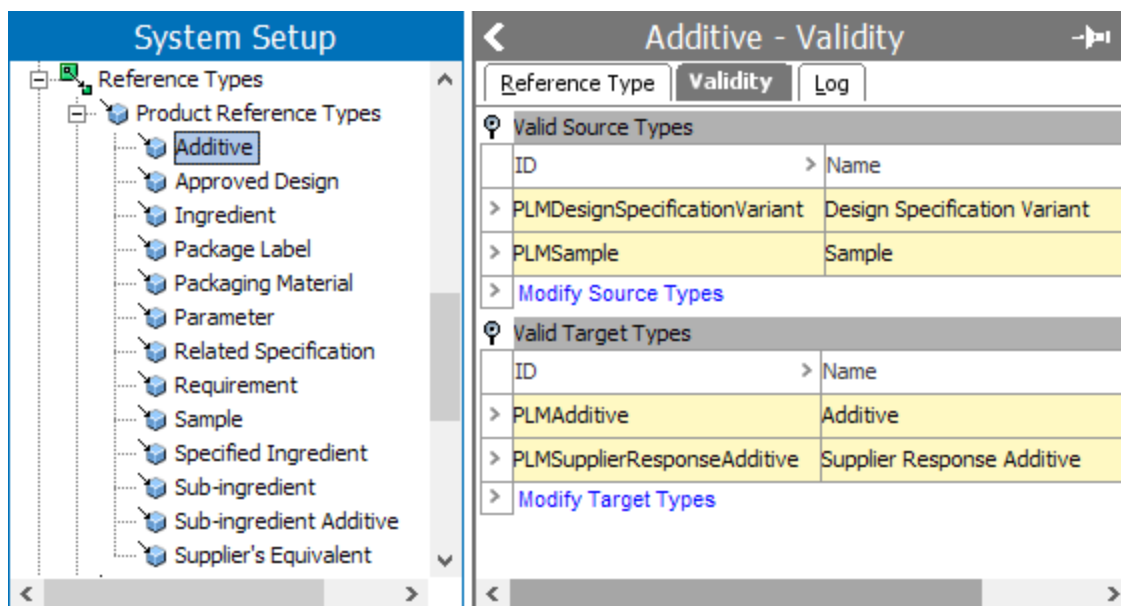 System Setup
Reference Types
Product Reference Types
Additive
Approved Design
Ingredient
Package Label
Packaging Material
Parameter
Related Specification
Requirement
Sample
Specified Ingredient
Sub-ingredient
Sub-ingredient Additive
Supplier's Equivalent
Additive - Validity
Reference Type Validity Log
Valid Source Types
ID > Name
> PLMDesignSpecificationVariant Design Specification Variant
> PLMSample Sample
> Modify Source Types
Valid Target Types
ID > Name
> PLMAdditive Additive
> PLMSupplierResponseAdditive Supplier Response Additive
> Modify Target Types